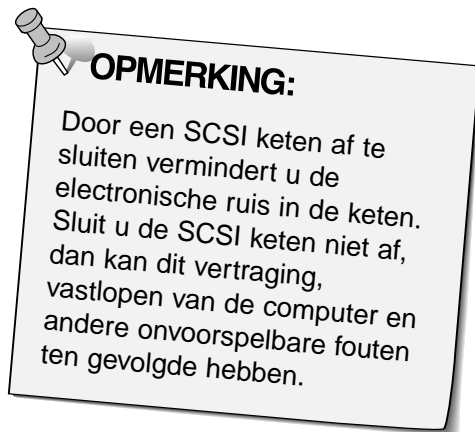 OPMERKING:
Door een SCSI keten af te
sluiten vermindert u de
electronische ruis in de keten.
Sluit u de SCSI keten niet af,
dan kan dit vertraging,
vastlopen van de computer en
andere onvoorspelbare fouten
ten gevolgde hebben.